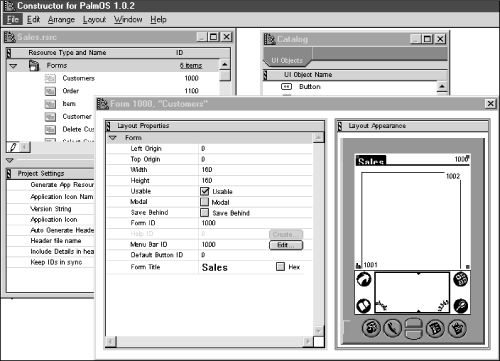 Constructor for PalmOS 1.0.2
File Edit Arrange Layout Window Help
Sales.rsrc
Resource Type and Name ID
Forms 6 items
Customers 1000
Order 1100
Item
Customer
Delete Cus
Project Settings
Generate App Resour
Application Icon Nam
Version String
Application Icon
Auto Generate Heade
Header file name
Include Details in hea
Keep IDs in sync
Catalog
UI Objects
UI Object Name
Button
Form 1000, "Customers"
Layout Properties
Form
Left Origin 0
Top Origin 0
Width 160
Height 160
Usable Usable
Modal Modal
Save Behind Save Behind
Form ID 1000
Help ID 0 Create...
Menu Bar ID 1000 Edit...
Default Button ID 0
Form Title Sales Hex
Layout Appearance
Sales 1000
1002
1001